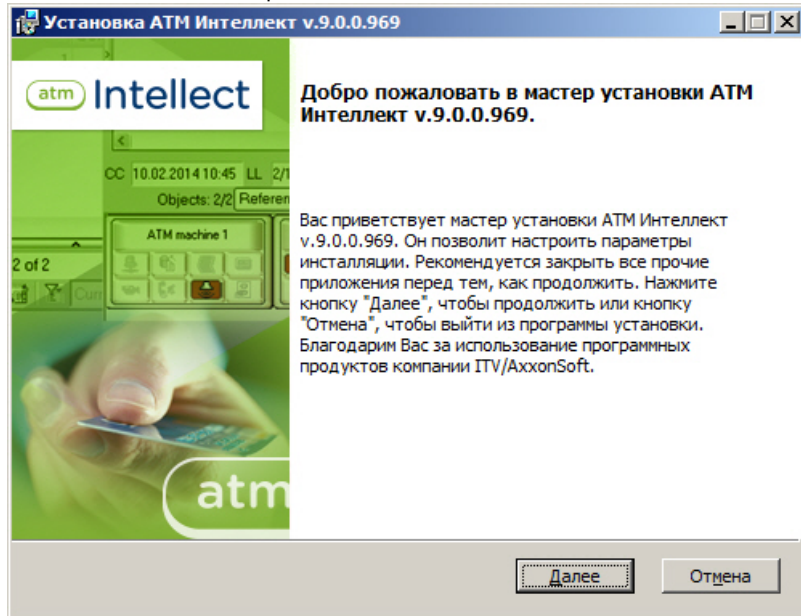 Установка АТМ Интеллект v.9.0.0.969
atm Intellect
CC 10.02.2014 10:45 LL 2/1
Objects: 2/2 Referen
ATM machine 1
2 of 2
Curr
atm
Добро пожаловать в мастер установки АТМ
Интеллект v.9.0.0.969.
Вас приветствует мастер установки АТМ Интеллект
v.9.0.0.969. Он позволит настроить параметры
инсталляции. Рекомендуется закрыть все прочие
приложения перед тем, как продолжить. Нажмите
кнопку "Далее", чтобы продолжить или кнопку
"Отмена", чтобы выйти из программы установки.
Благодарим Вас за использование программных
продуктов компании ITV/AxxonSoft.
Далее
Отмена